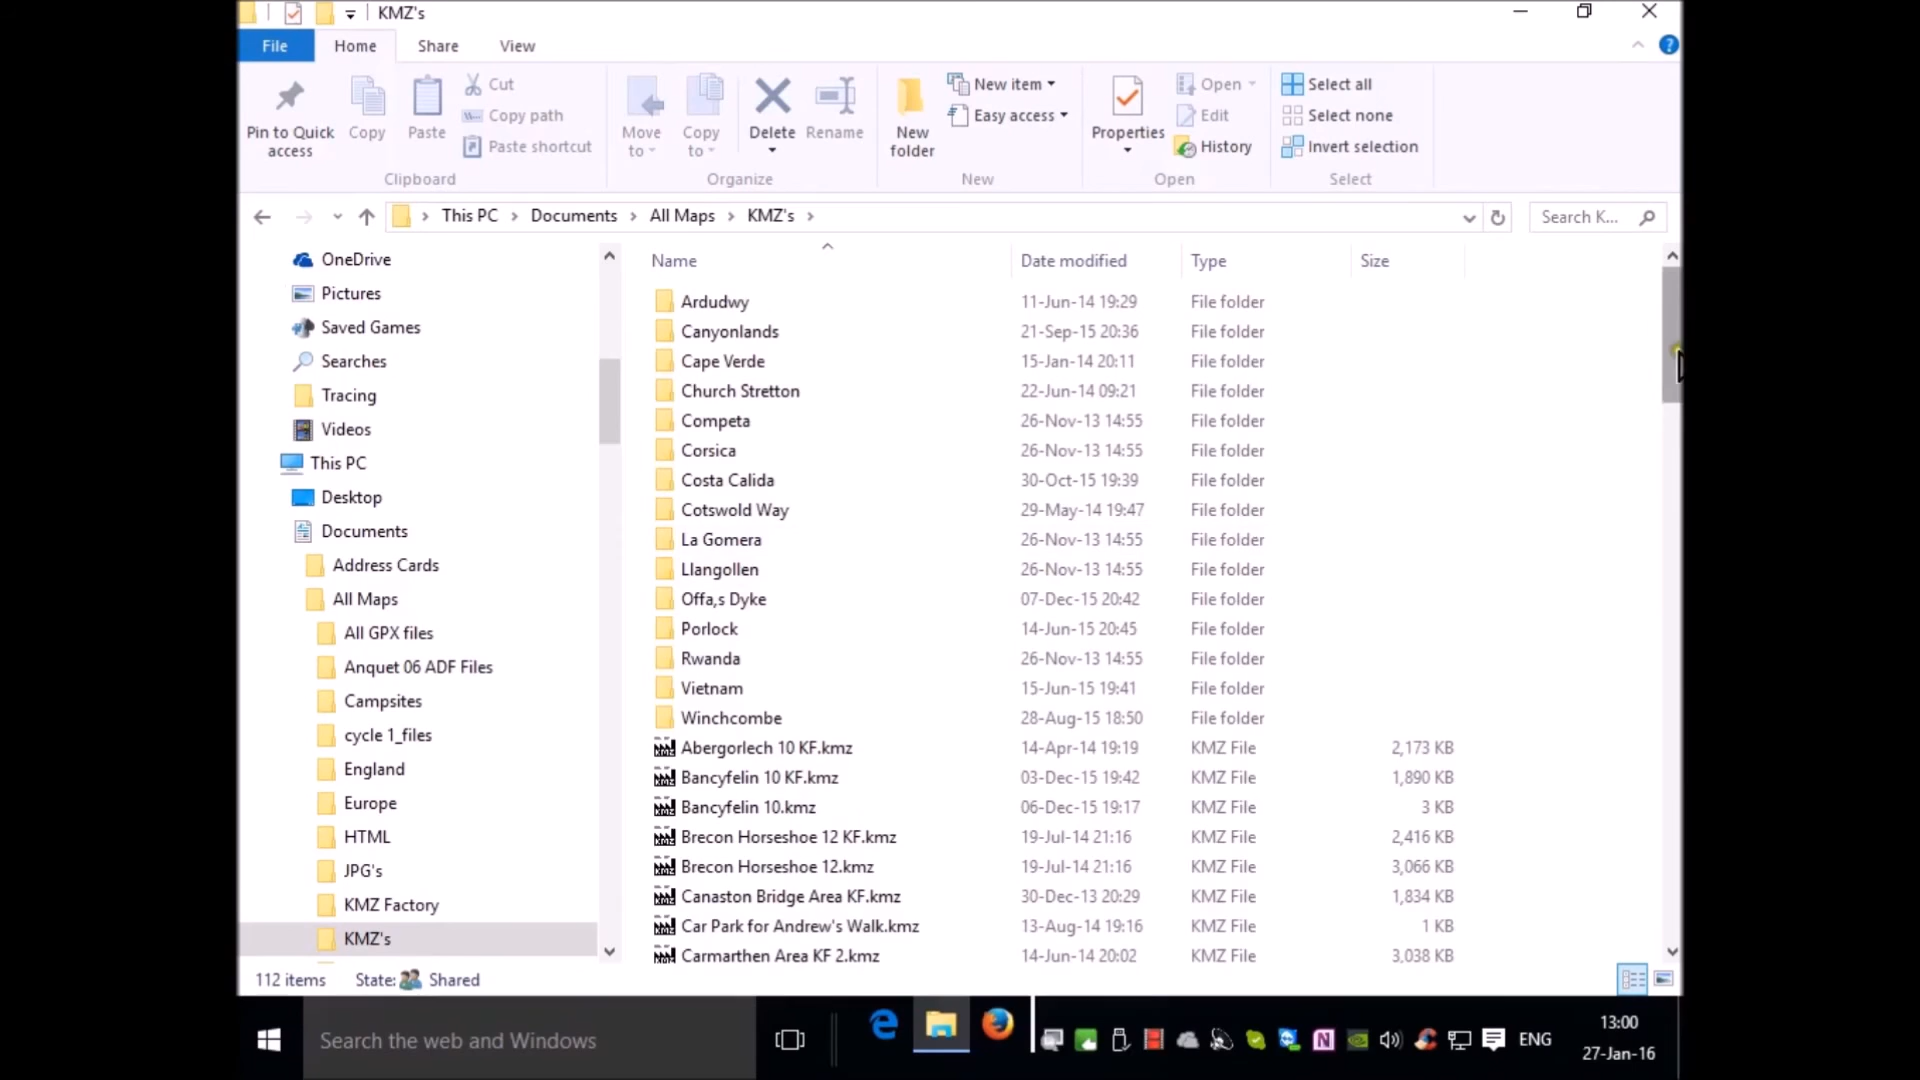 KMZ's
File Home Share View
Pin to Quick access
Copy
Paste
Cut
Copy path
Paste shortcut
Clipboard
Move to
Copy to
Delete
Rename
Organize
New folder
New item
Easy access
New
Properties
Open
Edit
History
Open
Select all
Select none
Invert selection
Select
This PC Documents All Maps KMZ's
Search K...
OneDrive
Pictures
Saved Games
Searches
Tracing
Videos
This PC
Desktop
Documents
Address Cards
All Maps
All GPX files
Anquet 06 ADF Files
Campsites
cycle 1_files
England
Europe
HTML
JPG's
KMZ Factory
KMZ's
Name Date modified Type Size
Ardudwy 11-Jun-14 19:29 File folder
Canyonlands 21-Sep-15 20:36 File folder
Cape Verde 15-Jan-14 20:11 File folder
Church Stretton 22-Jun-14 09:21 File folder
Competa 26-Nov-13 14:55 File folder
Corsica 26-Nov-13 14:55 File folder
Costa Calida 30-Oct-15 19:39 File folder
Cotswold Way 29-May-14 19:47 File folder
La Gomera 26-Nov-13 14:55 File folder
Llangollen 26-Nov-13 14:55 File folder
Offa,s Dyke 07-Dec-15 20:42 File folder
Porlock 14-Jun-15 20:45 File folder
Rwanda 26-Nov-13 14:55 File folder
Vietnam 15-Jun-15 19:41 File folder
Winchcombe 28-Aug-15 18:50 File folder
Abergorlech 10 KF.kmz 14-Apr-14 19:19 KMZ File 2,173 KB
Bancyfelin 10 KF.kmz 03-Dec-15 19:42 KMZ File 1,890 KB
Bancyfelin 10.kmz 06-Dec-15 19:17 KMZ File 3 KB
Brecon Horseshoe 12 KF.kmz 19-Jul-14 21:16 KMZ File 2,416 KB
Brecon Horseshoe 12.kmz 19-Jul-14 21:16 KMZ File 3,066 KB
Canaston Bridge Area KF.kmz 30-Dec-13 20:29 KMZ File 1,834 KB
Car Park for Andrew's Walk.kmz 13-Aug-14 19:16 KMZ File 1 KB
Carmarthen Area KF 2.kmz 14-Jun-14 20:02 KMZ File 3,038 KB
112 items State: Shared
Search the web and Windows
ENG
13:00
27-Jan-16